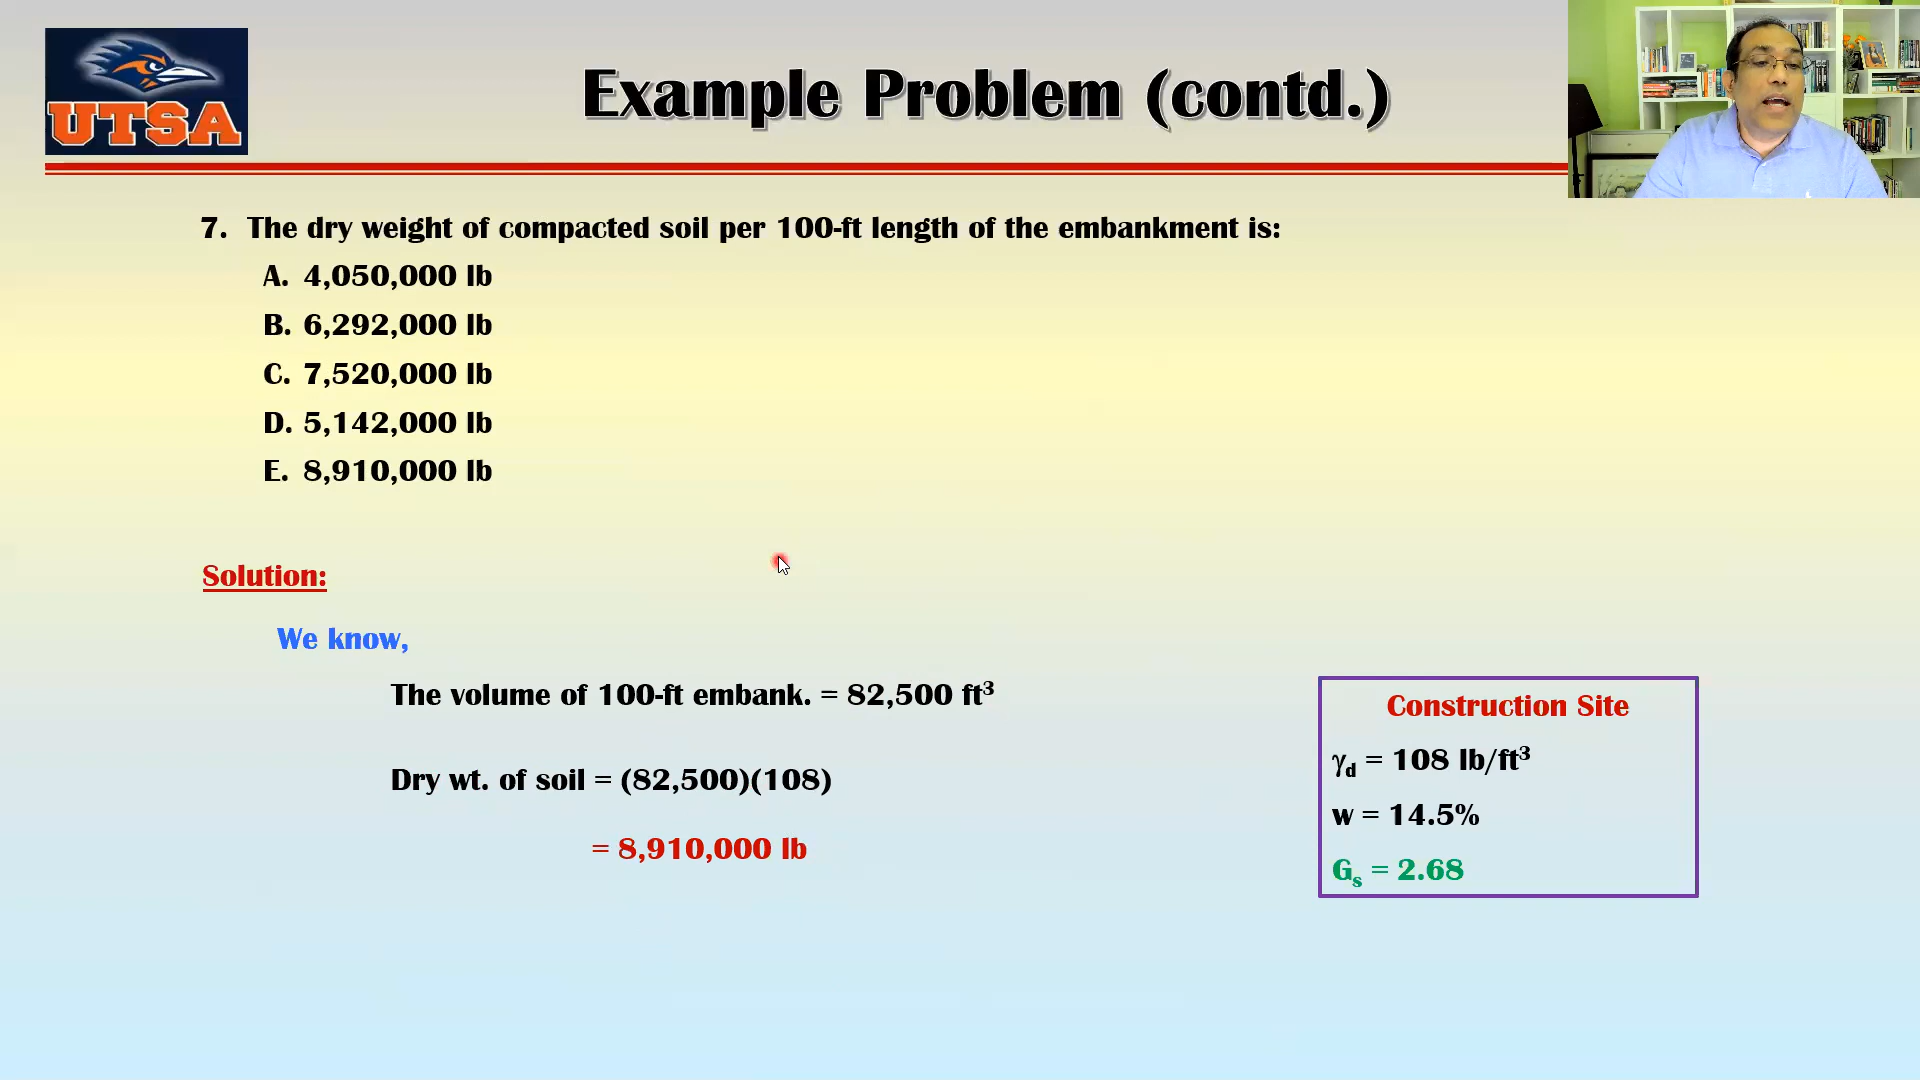 UTSA
Example Problem (contd.)
7. The dry weight of compacted soil per 100-ft length of the embankment is:
A. 4,050,000 lb
B. 6,292,000 lb
C. 7,520,000 lb
D. 5,142,000 lb
E. 8,910,000 lb
Solution:
We know,
The volume of 100-ft embank. = 82,500 ft³
Dry wt. of soil = (82,500)(108)
= 8,910,000 lb
Construction Site
γd = 108 lb/ft³
w = 14.5%
Gs = 2.68